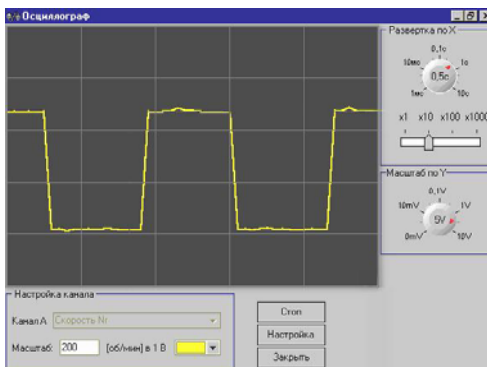 Осциллограф
Развертка по X
0,1с
10мс 1с
0,5с
1мс 10с
x1 x10 x100 x1000
Масштаб по Y
0,1V
10mV 1V
5V
0mV 10V
Настройка канала
Канал А Скорость Nr
Масштаб: 200 [об/мин] в 1 В
Стоп
Настройка
Закрыть